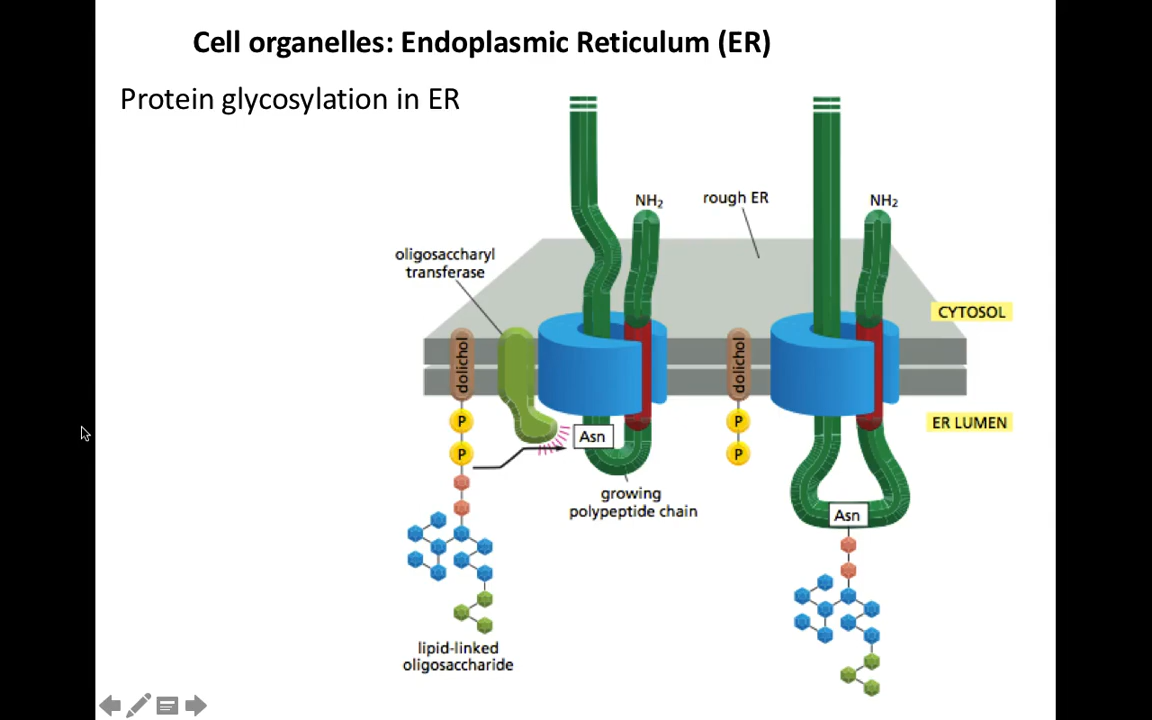 Cell organelles: Endoplasmic Reticulum (ER)
Protein glycosylation in ER
NH₂
rough ER
NH₂
oligosaccharyl
transferase
CYTOSOL
dolichol
dolichol
P
P
ER LUMEN
Asn
P
P
growing
polypeptide chain
Asn
lipid-linked
oligosaccharide